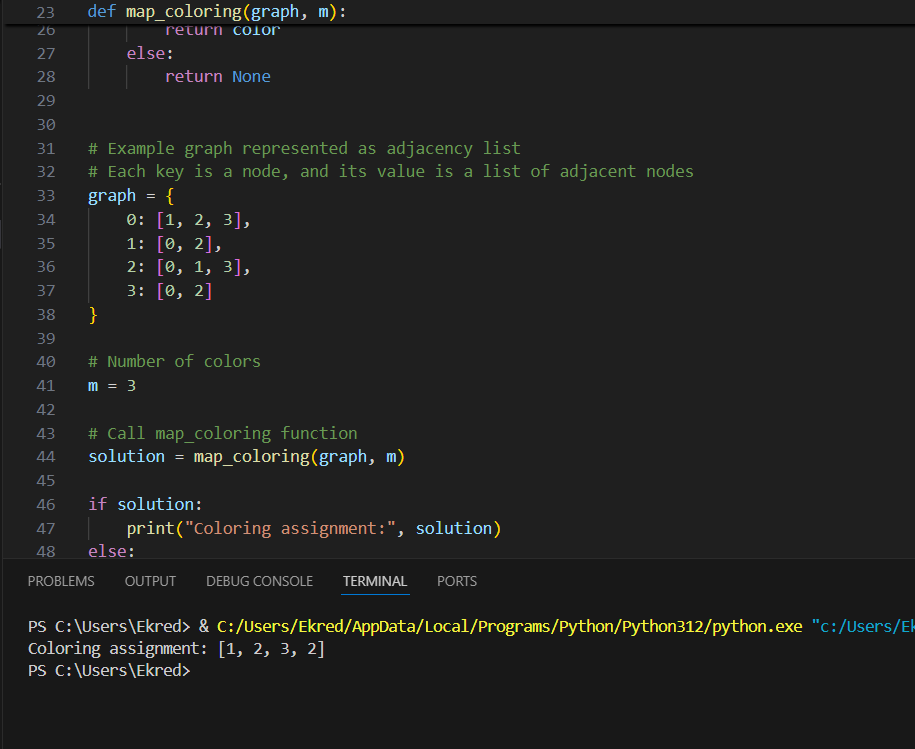 23 def map_coloring(graph, m):
26 return color
27 else:
28 return None
29
30
31 # Example graph represented as adjacency list
32 # Each key is a node, and its value is a list of adjacent nodes
33 graph = {
34 0: [1, 2, 3],
35 1: [0, 2],
36 2: [0, 1, 3],
37 3: [0, 2]
38 }
39
40 # Number of colors
41 m = 3
42
43 # Call map_coloring function
44 solution = map_coloring(graph, m)
45
46 if solution:
47 print("Coloring assignment:", solution)
48 else:
PROBLEMS OUTPUT DEBUG CONSOLE TERMINAL PORTS
PS C:\Users\Ekred> & C:/Users/Ekred/AppData/Local/Programs/Python/Python312/python.exe "c:/Users/Ek
Coloring assignment: [1, 2, 3, 2]
PS C:\Users\Ekred>